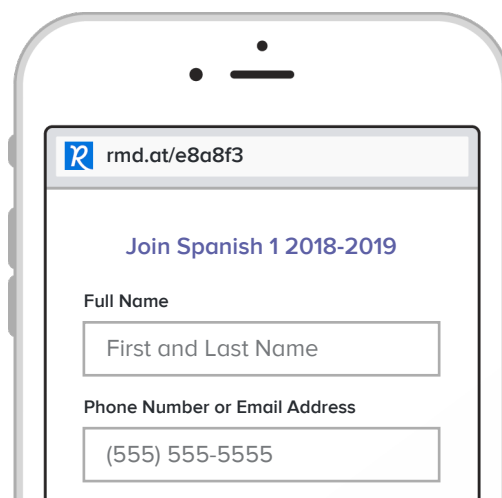 rmd.at/e8a8f3
Join Spanish 1 2018-2019
Full Name
First and Last Name
Phone Number or Email Address
(555) 555-5555